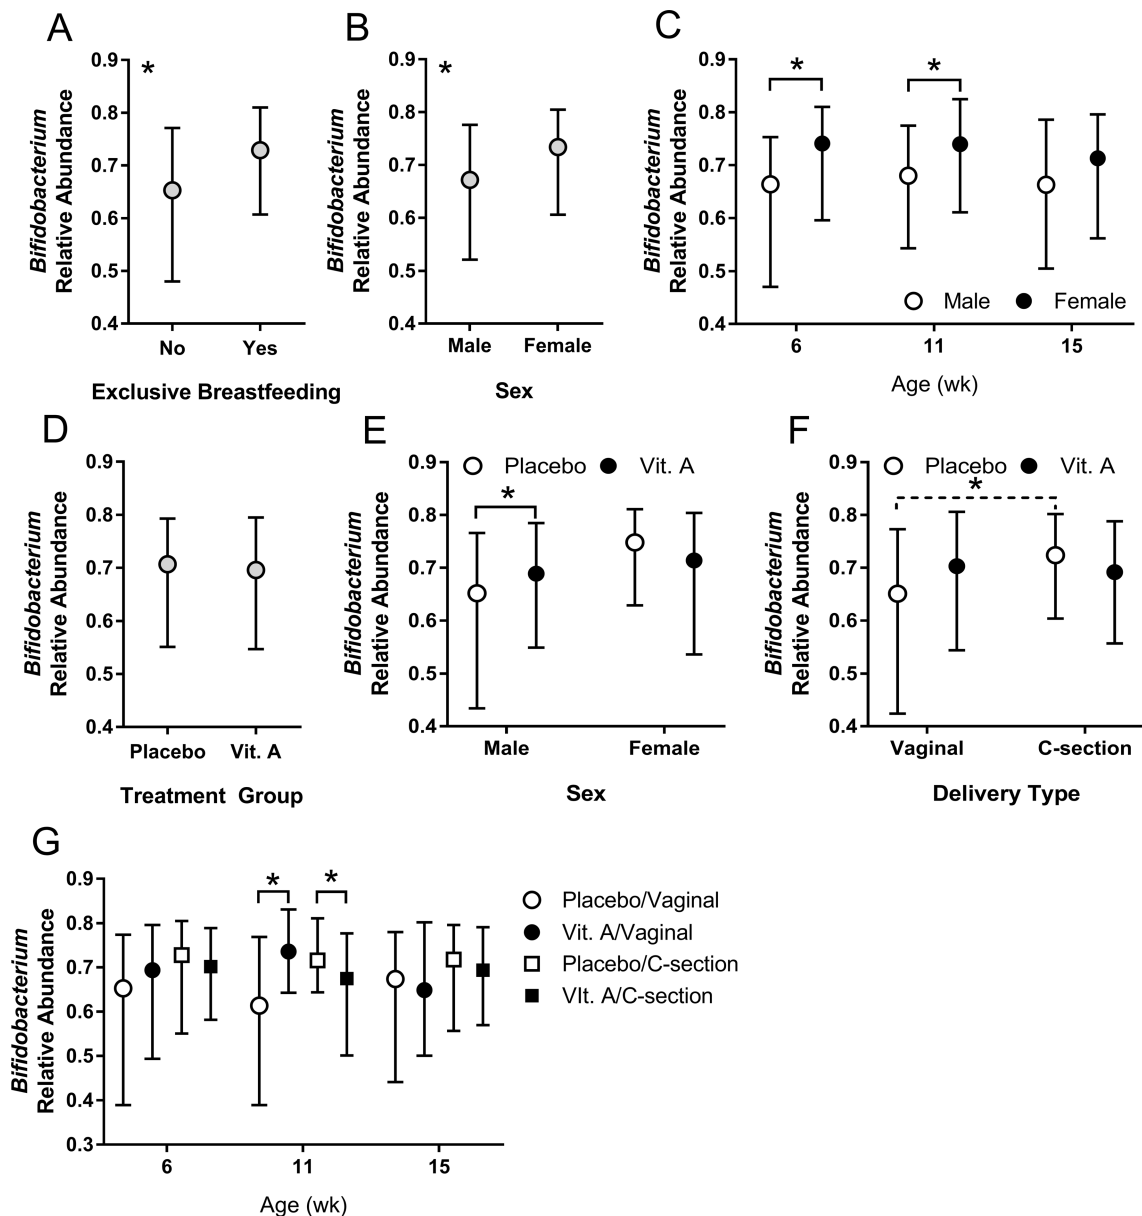 A
Bifidobacterium
Relative Abundance
0.9
0.8
0.7
0.6
0.5
0.4
*
No Yes
Exclusive Breastfeeding
B
Bifidobacterium
Relative Abundance
0.9
0.8
0.7
0.6
0.5
0.4
*
Male Female
Sex
C
Bifidobacterium
Relative Abundance
0.9
0.8
0.7
0.6
0.5
0.4
* *
Male Female
6 11 15
Age (wk)
D
Bifidobacterium
Relative Abundance
0.9
0.8
0.7
0.6
0.5
0.4
Placebo Vit. A
Treatment Group
E
Bifidobacterium
Relative Abundance
0.9
0.8
0.7
0.6
0.5
0.4
Placebo Vit. A
*
Male Female
Sex
F
Bifidobacterium
Relative Abundance
0.9
0.8
0.7
0.6
0.5
0.4
Placebo Vit. A
*
Vaginal C-section
Delivery Type
G
Bifidobacterium
Relative Abundance
0.9
0.8
0.7
0.6
0.5
0.4
0.3
* *
6 11 15
Age (wk)
Placebo/Vaginal
Vit. A/Vaginal
Placebo/C-section
VIt. A/C-section